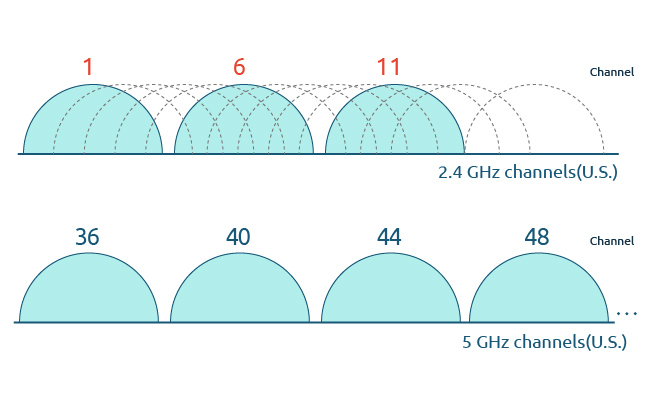 1 6 11
Channel
2.4 GHz channels(U.S.)
36 40 44 48
Channel
...
5 GHz channels(U.S.)